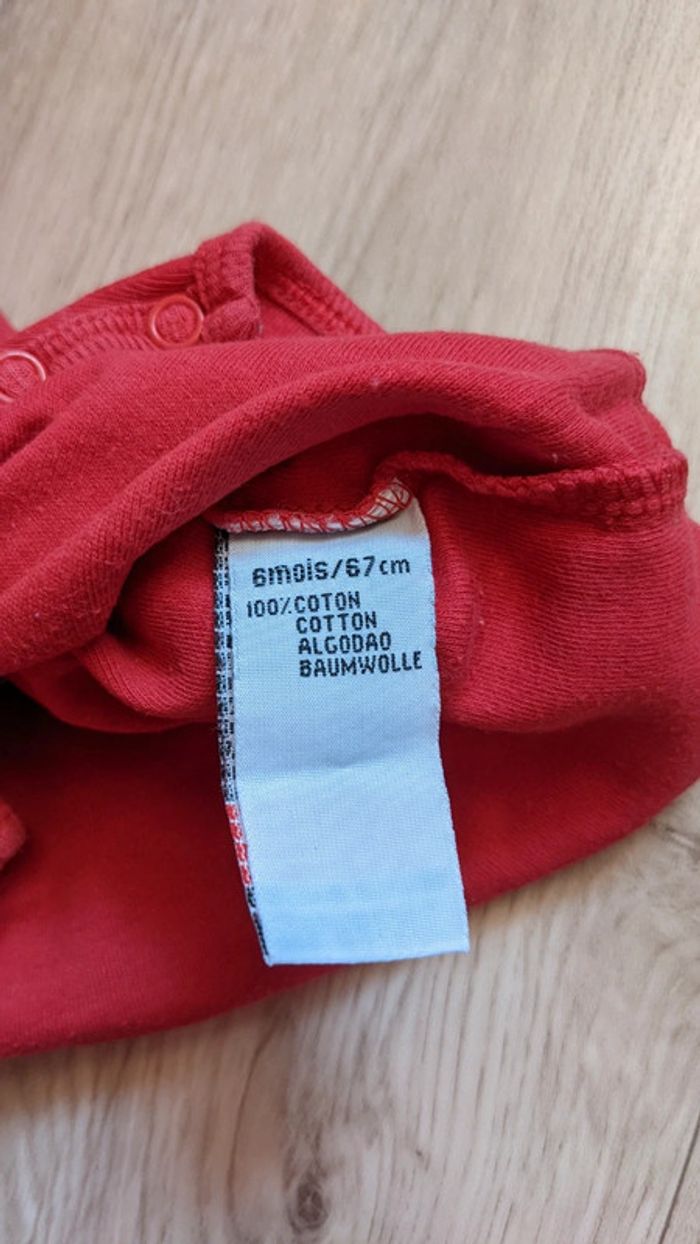 6mois/67cm
100%COTON
COTTON
ALGODAO
BAUMWOLLE